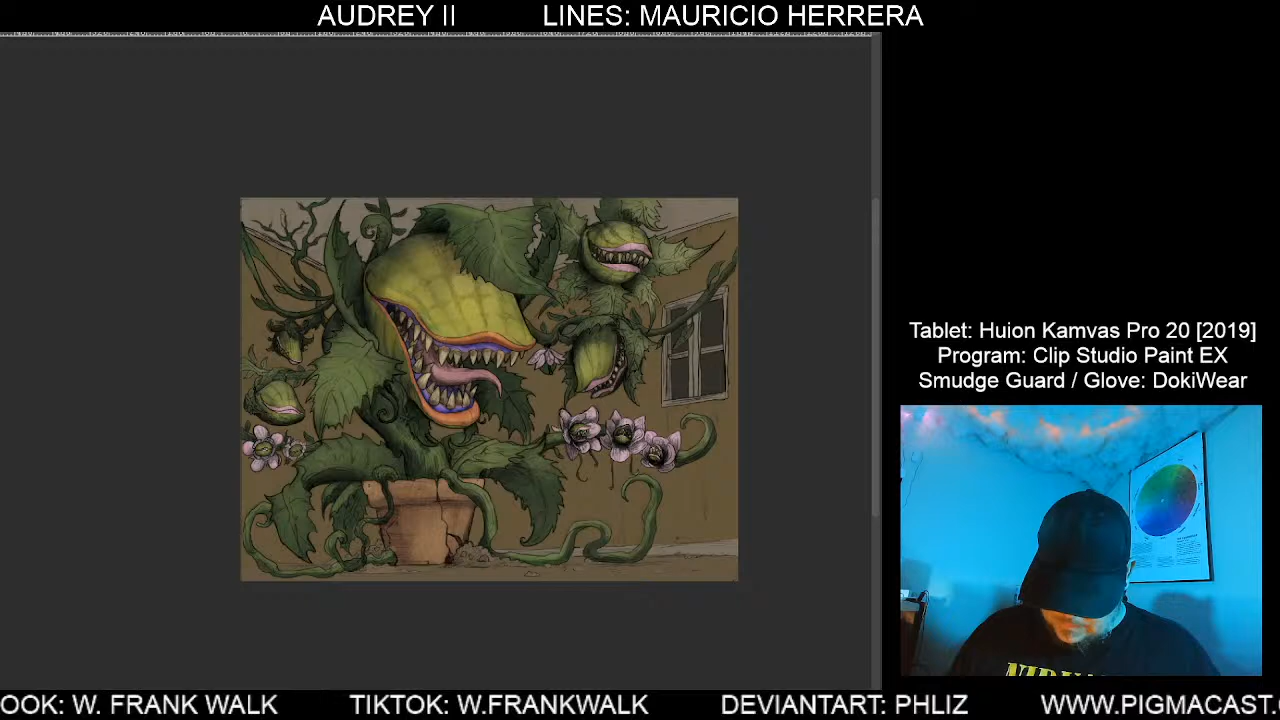 AUDREY II LINES: MAURICIO HERRERA
Tablet: Huion Kamvas Pro 20 [2019]
Program: Clip Studio Paint EX
Smudge Guard / Glove: DokiWear
OOK: W. FRANK WALK TIKTOK: W.FRANKWALK DEVIANTART: PHLIZ WWW.PIGMACAST.